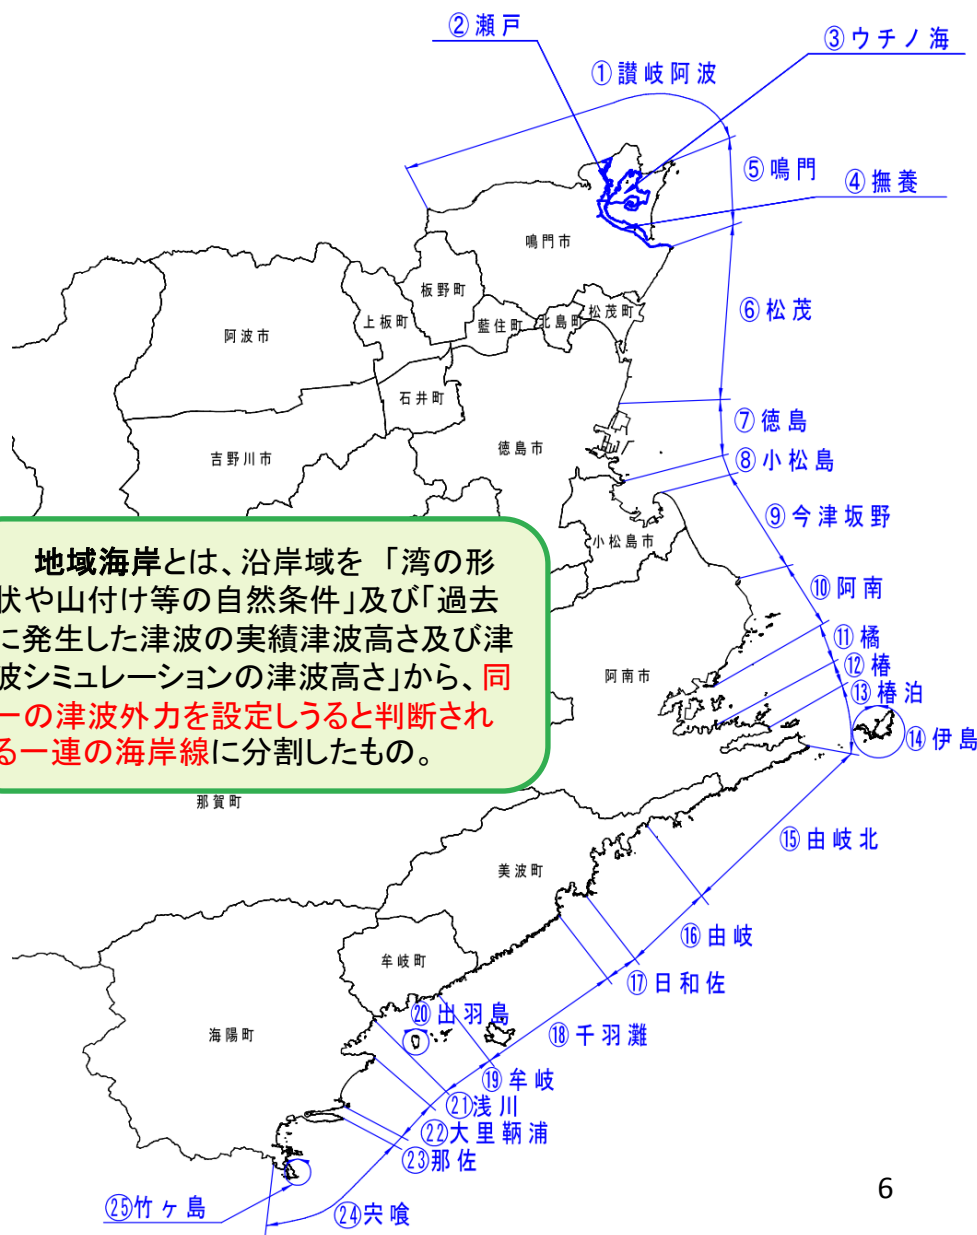 ②瀬戸
③ウチノ海
①讃岐阿波
⑤鳴門
④撫養
鳴門市
板野町
上板町
藍住町
北島町
松茂町
⑥松茂
阿波市
石井町
徳島市
吉野川市
⑦徳島
⑧小松島
⑨今津坂野
小松島市
地域海岸とは、沿岸域を 「湾の形
状や山付け等の自然条件」及び「過去
に発生した津波の実績津波高さ及び津
波シミュレーションの津波高さ」から、同
一の津波外力を設定しうると判断され
る一連の海岸線に分割したもの。
⑩阿南
⑪橘
⑫椿
⑬椿泊
⑭伊島
阿南市
那賀町
⑮由岐北
美波町
⑯由岐
牟岐町
⑰日和佐
⑳出羽島
⑱千羽灘
海陽町
⑲牟岐
㉑浅川
㉒大里鞆浦
㉓那佐
㉕竹ヶ島
㉔宍喰
6